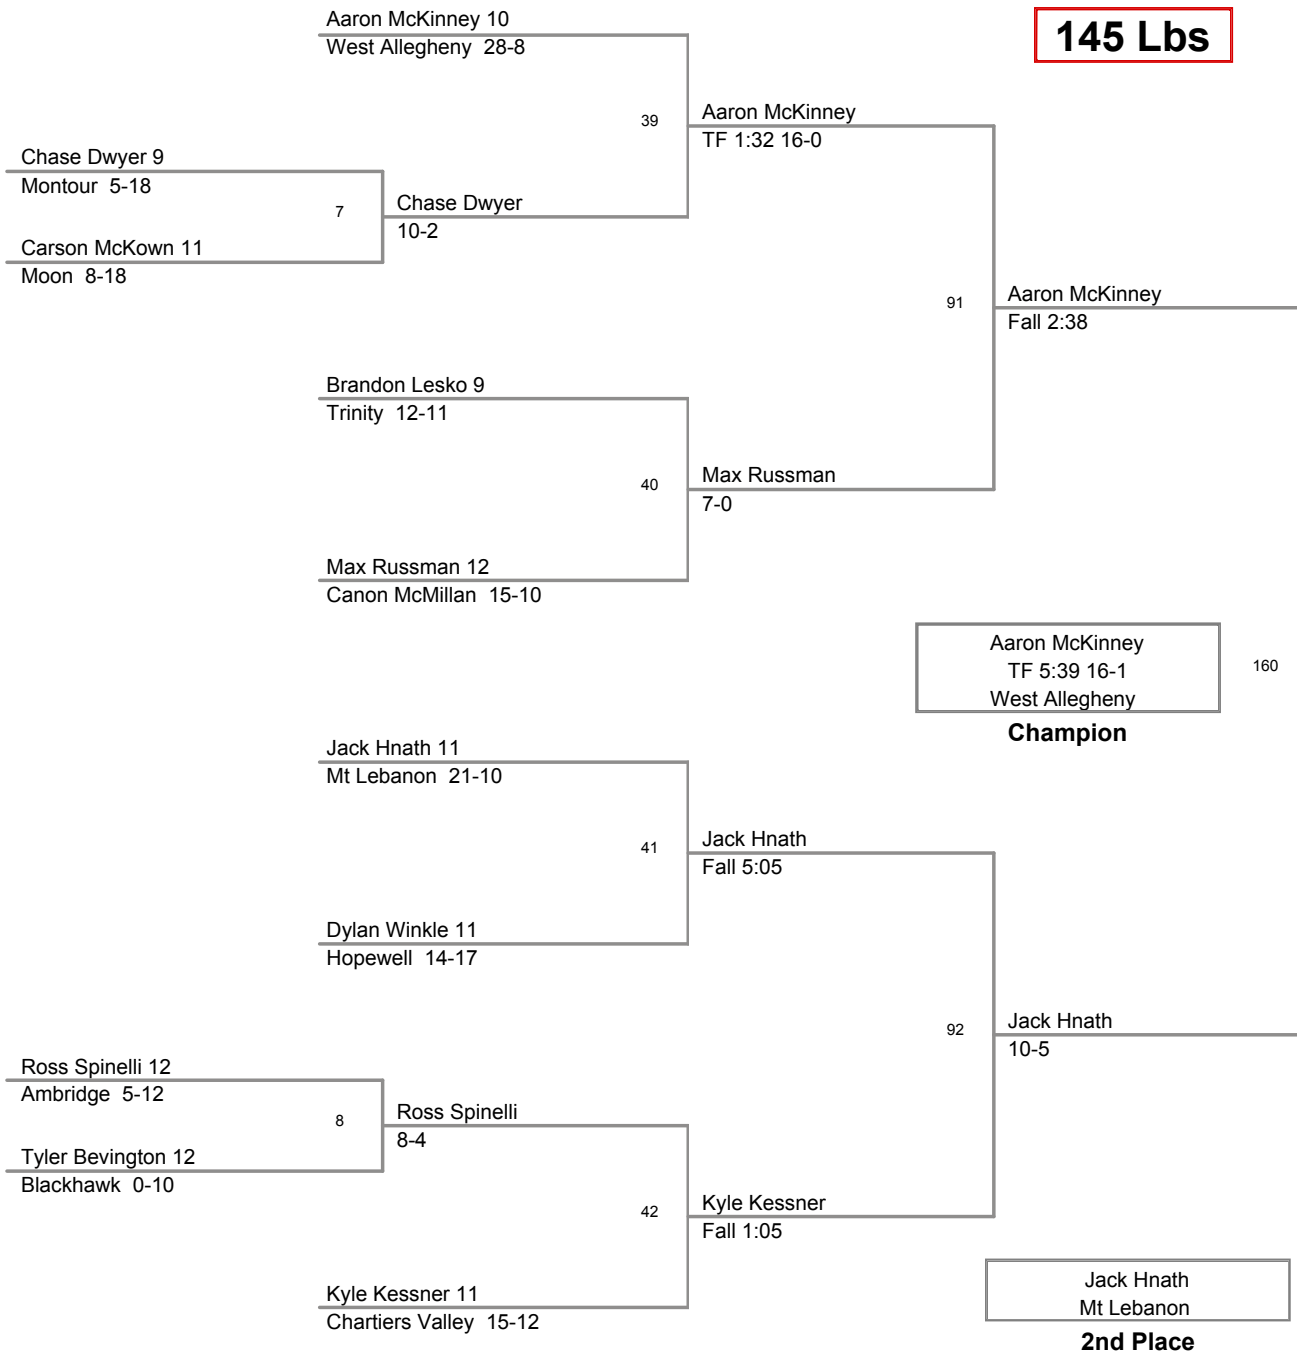 Aaron McKinney 10
West Allegheny  28-8
145 Lbs
39
Aaron McKinney
TF 1:32 16-0
Chase Dwyer 9
Montour  5-18
7
Chase Dwyer
10-2
Carson McKown 11
Moon  8-18
91
Aaron McKinney
Fall 2:38
Brandon Lesko 9
Trinity  12-11
40
Max Russman
7-0
Max Russman 12
Canon McMillan  15-10
Aaron McKinney
TF 5:39 16-1
West Allegheny
160
Champion
Jack Hnath 11
Mt Lebanon  21-10
41
Jack Hnath
Fall 5:05
Dylan Winkle 11
Hopewell  14-17
92
Jack Hnath
10-5
Ross Spinelli 12
Ambridge  5-12
8
Ross Spinelli
8-4
Tyler Bevington 12
Blackhawk  0-10
42
Kyle Kessner
Fall 1:05
Kyle Kessner 11
Chartiers Valley  15-12
Jack Hnath
Mt Lebanon
2nd Place